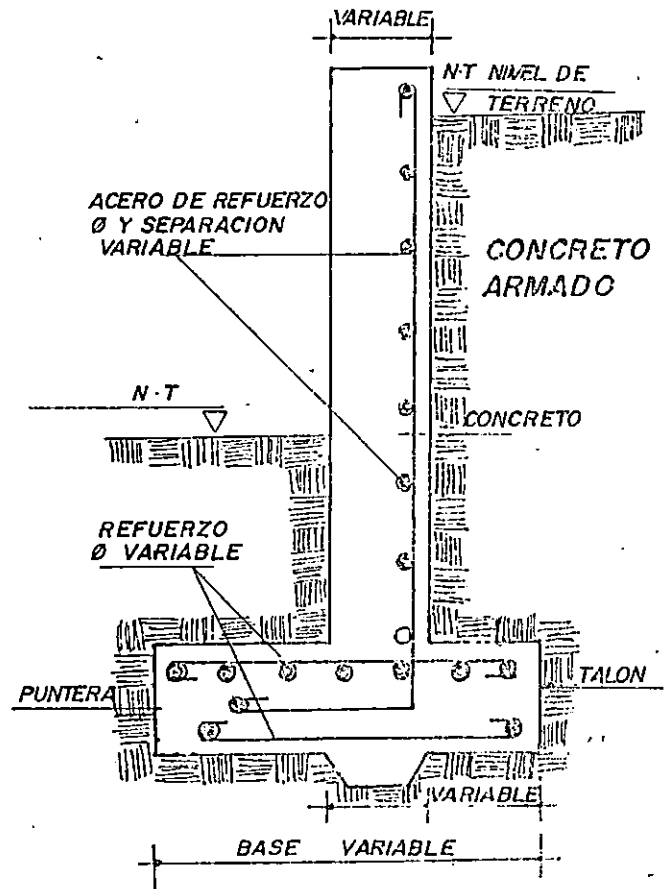 VARIABLE
N·T NIVEL DE
TERRENO
ACERO DE REFUERZO
Ø Y SEPARACION
VARIABLE
CONCRETO
ARMADO
N·T
CONCRETO
REFUERZO
Ø VARIABLE
PUNTERA
TALON
VARIABLE
BASE VARIABLE